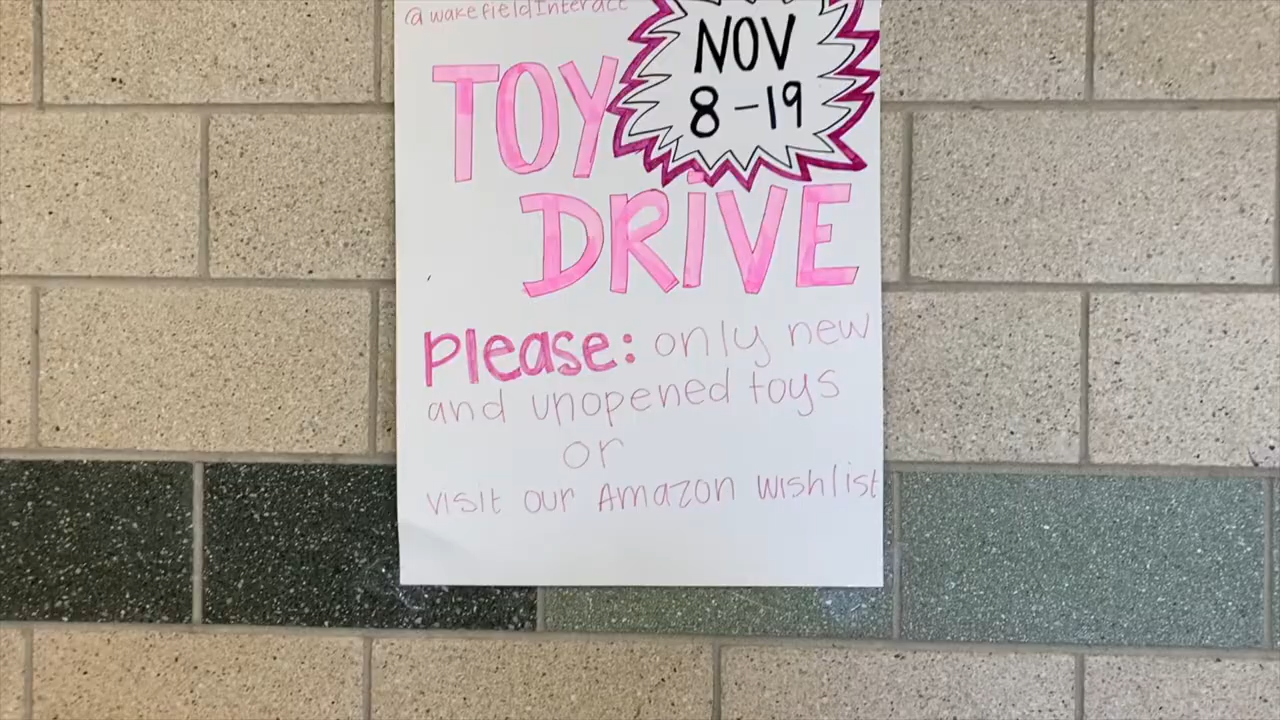 @wakefieldInteract
NOV
8-19
TOY
DRiVE
Please: only new
and unopened toys
or
visit our Amazon wishlist